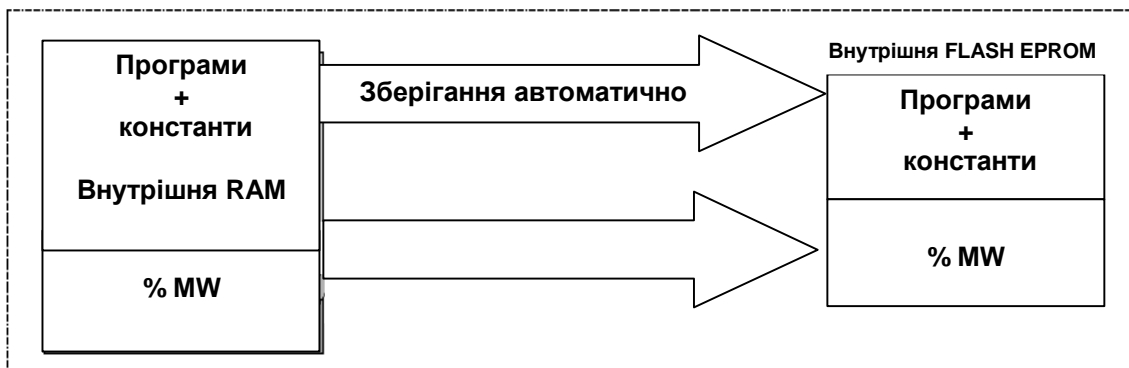 Програми
+
константи
Внутрішня RAM
% MW
Зберігання автоматично
Внутрішня FLASH EPROM
Програми
+
константи
% MW